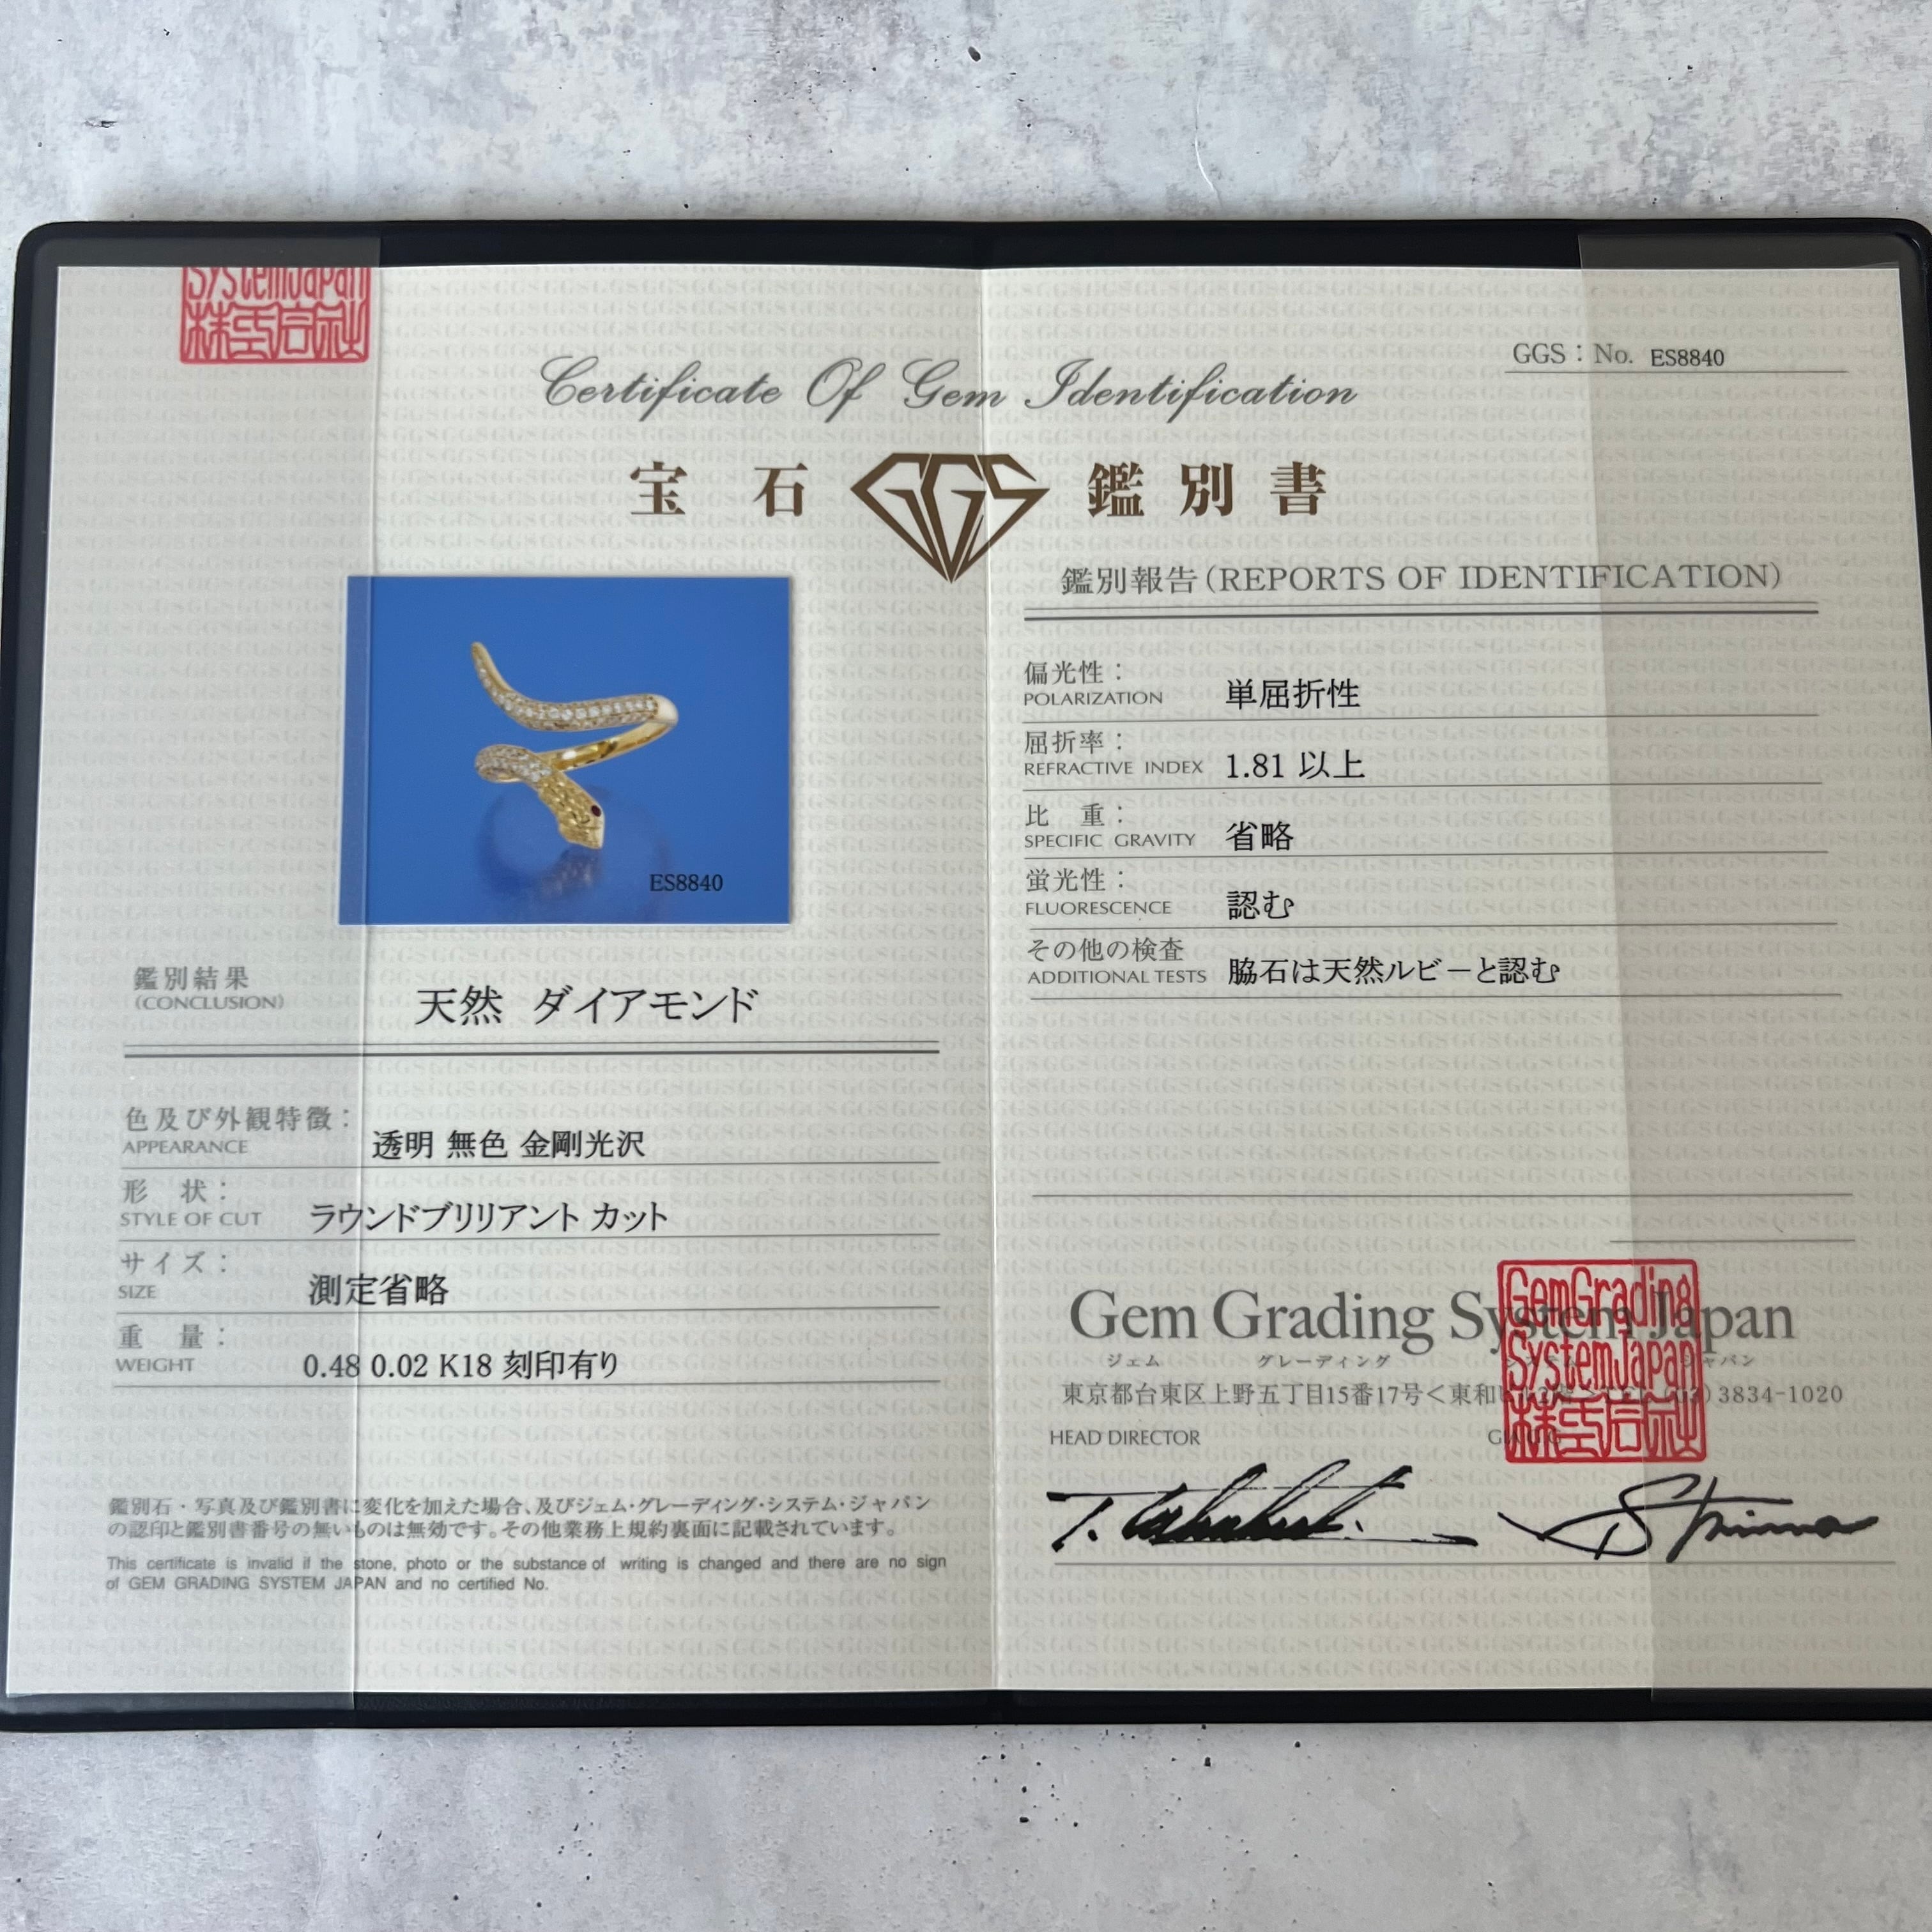 SystemJapan
株式会社
GGS：No. ES8840
Certificate Of Gem Identification
宝石 GGS 鑑別書
ES8840
鑑別結果
(CONCLUSION)
天然 ダイアモンド
色及び外観特徴：
APPEARANCE
透明 無色 金剛光沢
形 状：
STYLE OF CUT
ラウンドブリリアント カット
サイズ：
SIZE
測定省略
重 量：
WEIGHT
0.48 0.02 K18 刻印有り
鑑別石・写真及び鑑別書に変化を加えた場合、及びジェム・グレーディング・システム・ジャパン
の認印と鑑別書番号の無いものは無効です。その他業務上規約裏面に記載されています。
This certificate is invalid if the stone, photo or the substance of writing is changed and there are no sign
of GEM GRADING SYSTEM JAPAN and no certified No.
鑑別報告(REPORTS OF IDENTIFICATION)
偏光性：
POLARIZATION
単屈折性
屈折率：
REFRACTIVE INDEX
1.81 以上
比 重：
SPECIFIC GRAVITY
省略
蛍光性：
FLUORESCENCE
認む
その他の検査
ADDITIONAL TESTS
脇石は天然ルビーと認む
Gem Grading System Japan
ジェム グレーディング システム ジャパン
東京都台東区上野五丁目15番17号＜東和 3834-1020
HEAD DIRECTOR
GemGrading
SystemJapan
株式会社